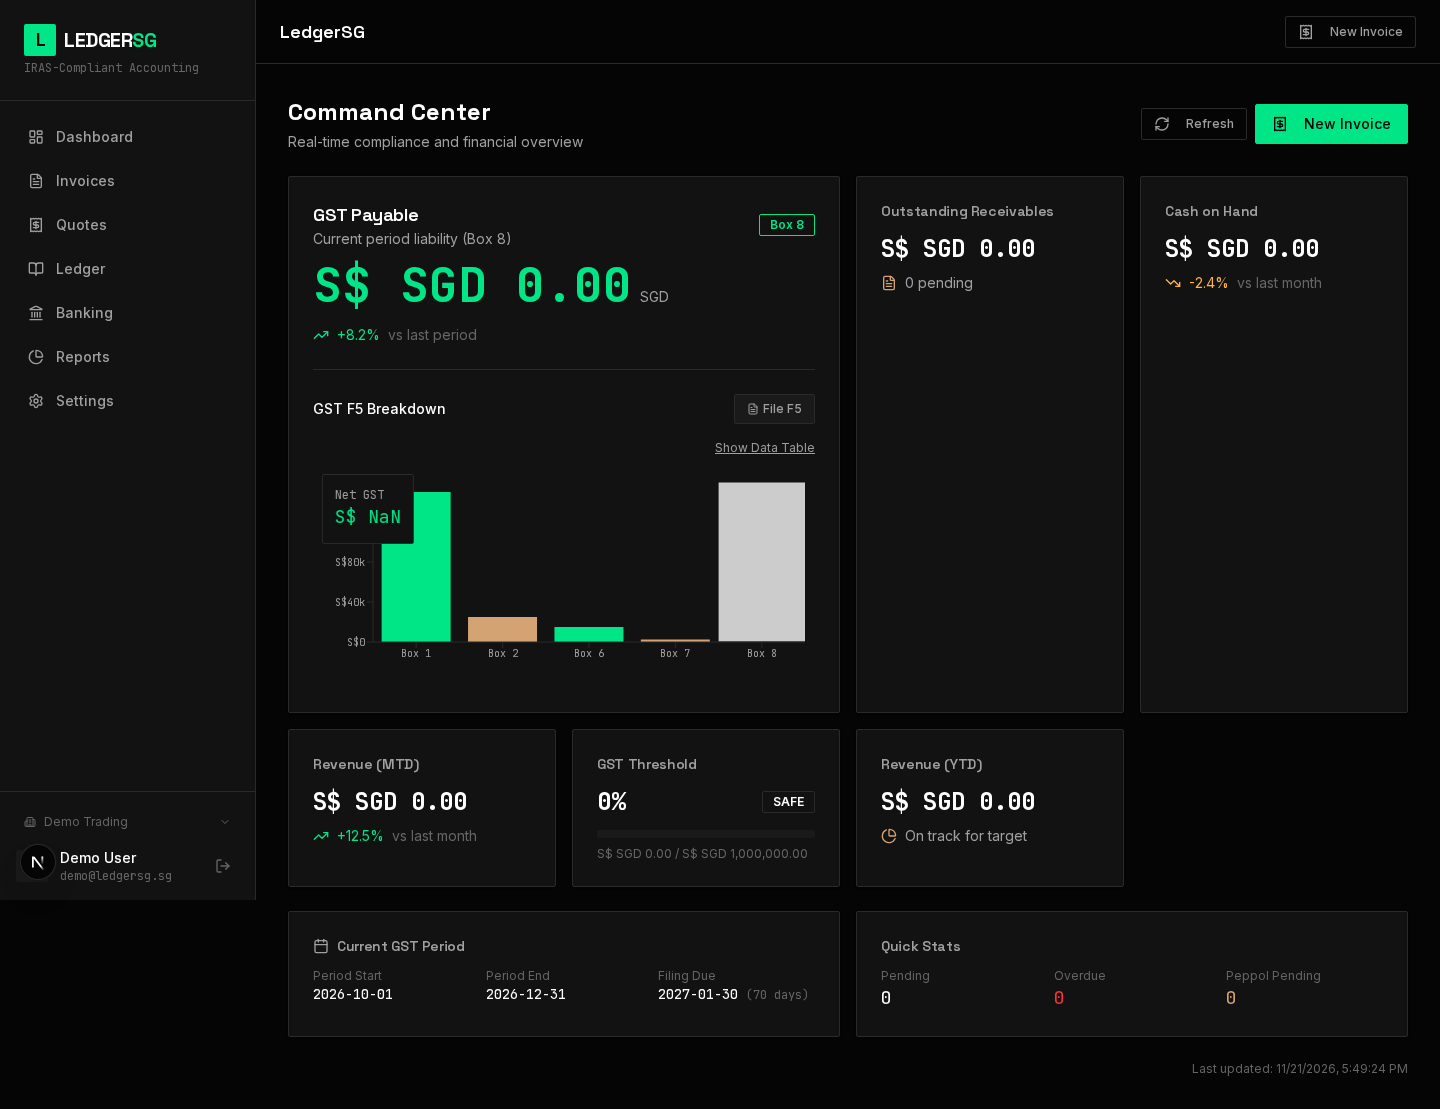 L LEDGERSG
IRAS-Compliant Accounting
Dashboard
Invoices
Quotes
Ledger
Banking
Reports
Settings
Demo Trading
N
Demo User
demo@ledgersg.sg
LedgerSG
New Invoice
Command Center
Real-time compliance and financial overview
Refresh
New Invoice
GST Payable
Current period liability (Box 8)
Box 8
S$ SGD 0.00 SGD
+8.2% vs last period
GST F5 Breakdown
File F5
Show Data Table
Net GST
S$ NaN
S$80k
S$40k
S$0
Box 1 Box 2 Box 6 Box 7 Box 8
Outstanding Receivables
S$ SGD 0.00
0 pending
Cash on Hand
S$ SGD 0.00
-2.4% vs last month
Revenue (MTD)
S$ SGD 0.00
+12.5% vs last month
GST Threshold
0% SAFE
S$ SGD 0.00 / S$ SGD 1,000,000.00
Revenue (YTD)
S$ SGD 0.00
On track for target
Current GST Period
Period Start Period End Filing Due
2026-10-01 2026-12-31 2027-01-30 (70 days)
Quick Stats
Pending Overdue Peppol Pending
0 0 0
Last updated: 11/21/2026, 5:49:24 PM